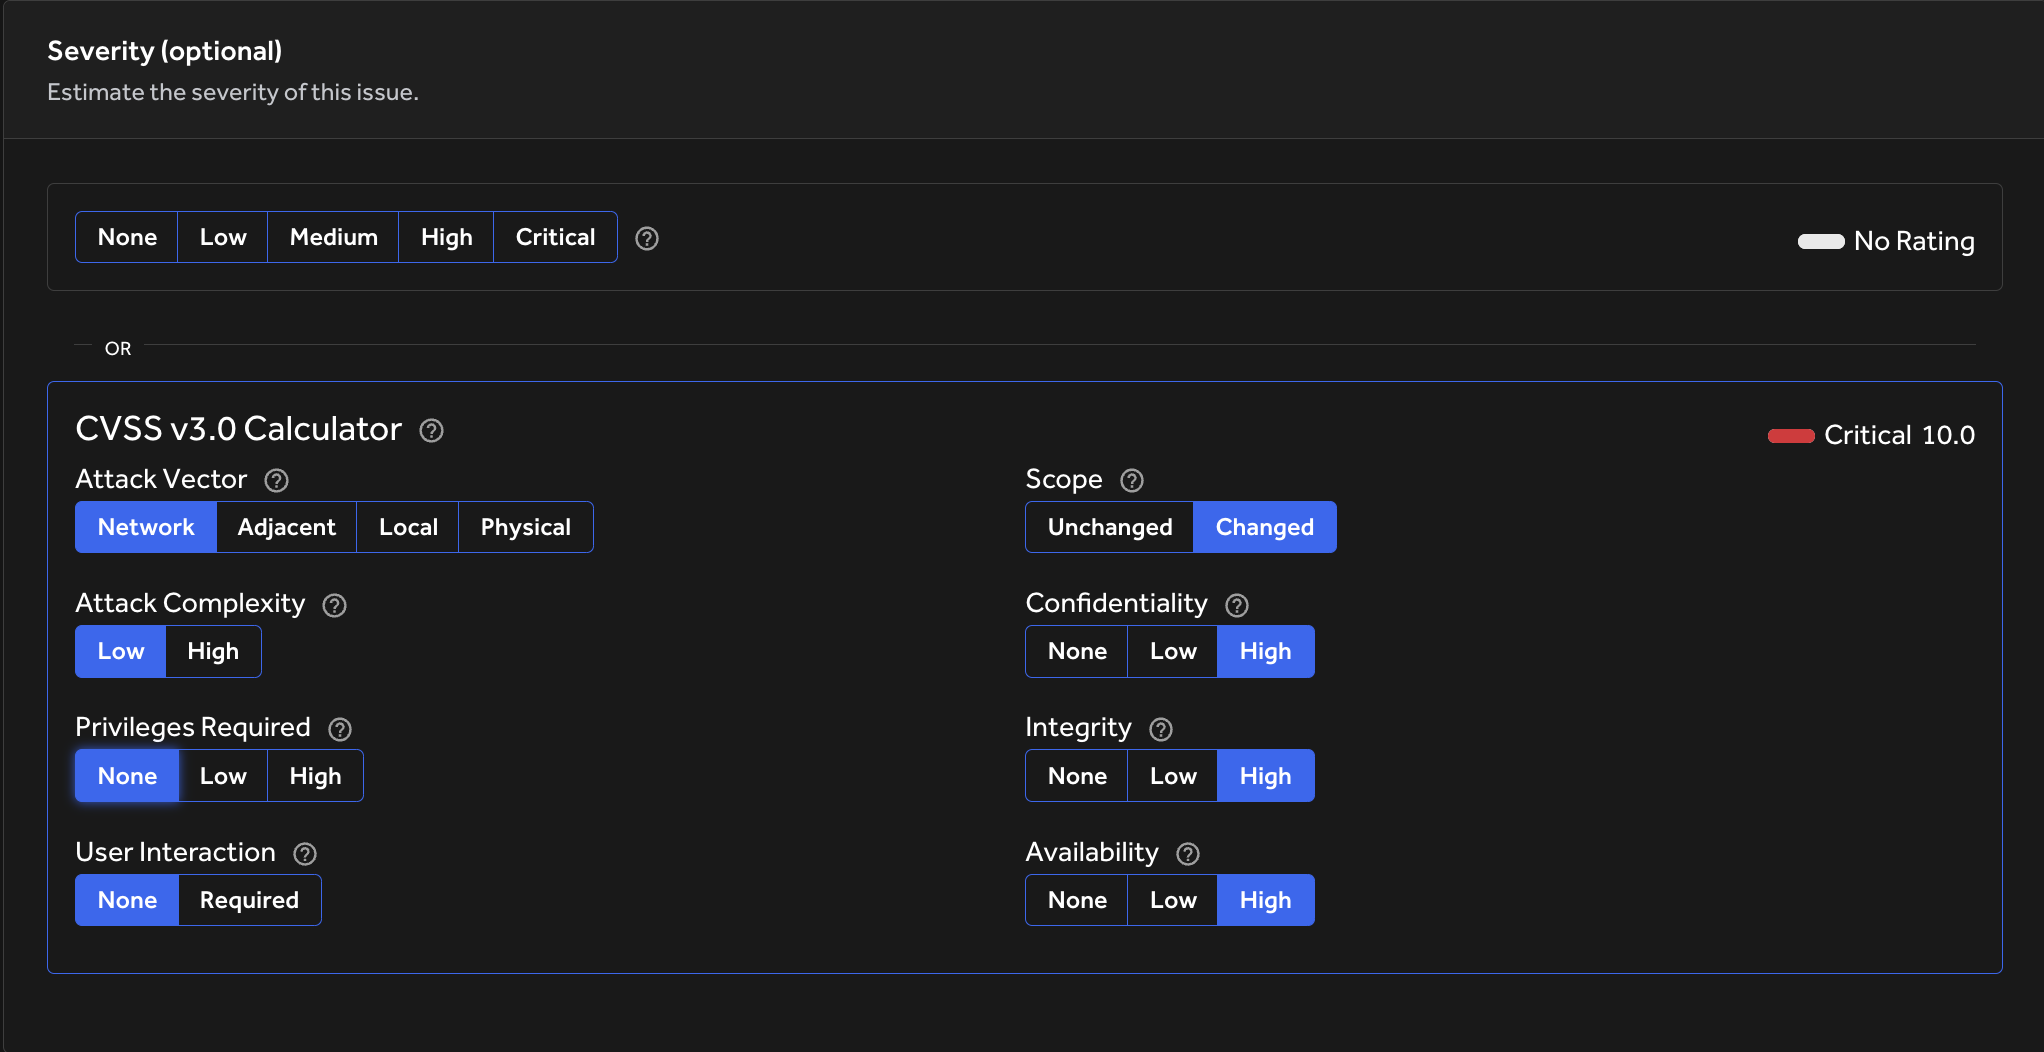 Severity (optional)
Estimate the severity of this issue.
None Low Medium High Critical
No Rating
OR
CVSS v3.0 Calculator
Critical 10.0
Attack Vector
Network Adjacent Local Physical
Attack Complexity
Low High
Privileges Required
None Low High
User Interaction
None Required
Scope
Unchanged Changed
Confidentiality
None Low High
Integrity
None Low High
Availability
None Low High